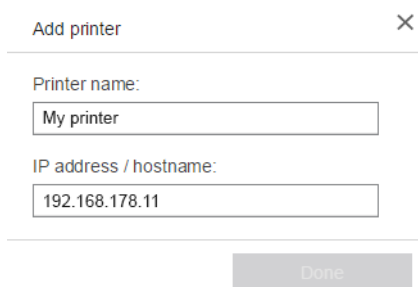 Add printer
Printer name:
My printer
IP address / hostname:
192.168.178.11
Done